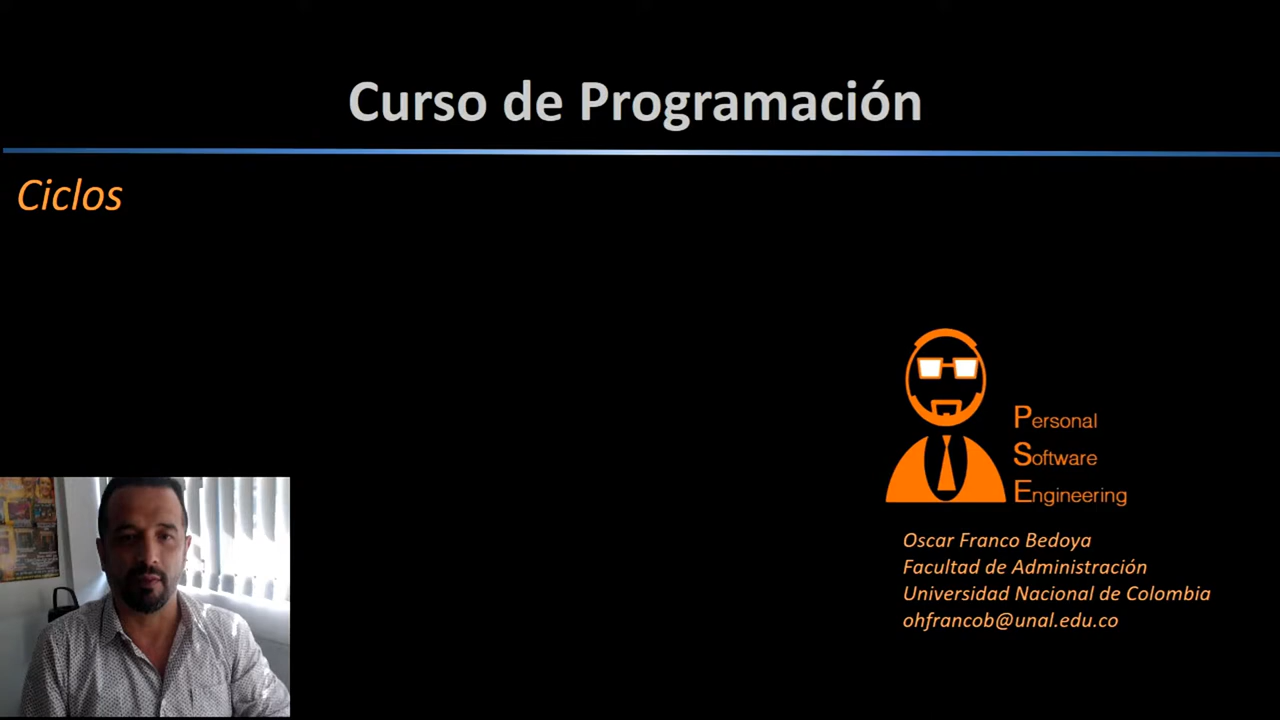 Curso de Programación
Ciclos
Personal
Software
Engineering
Oscar Franco Bedoya
Facultad de Administración
Universidad Nacional de Colombia
ohfrancob@unal.edu.co